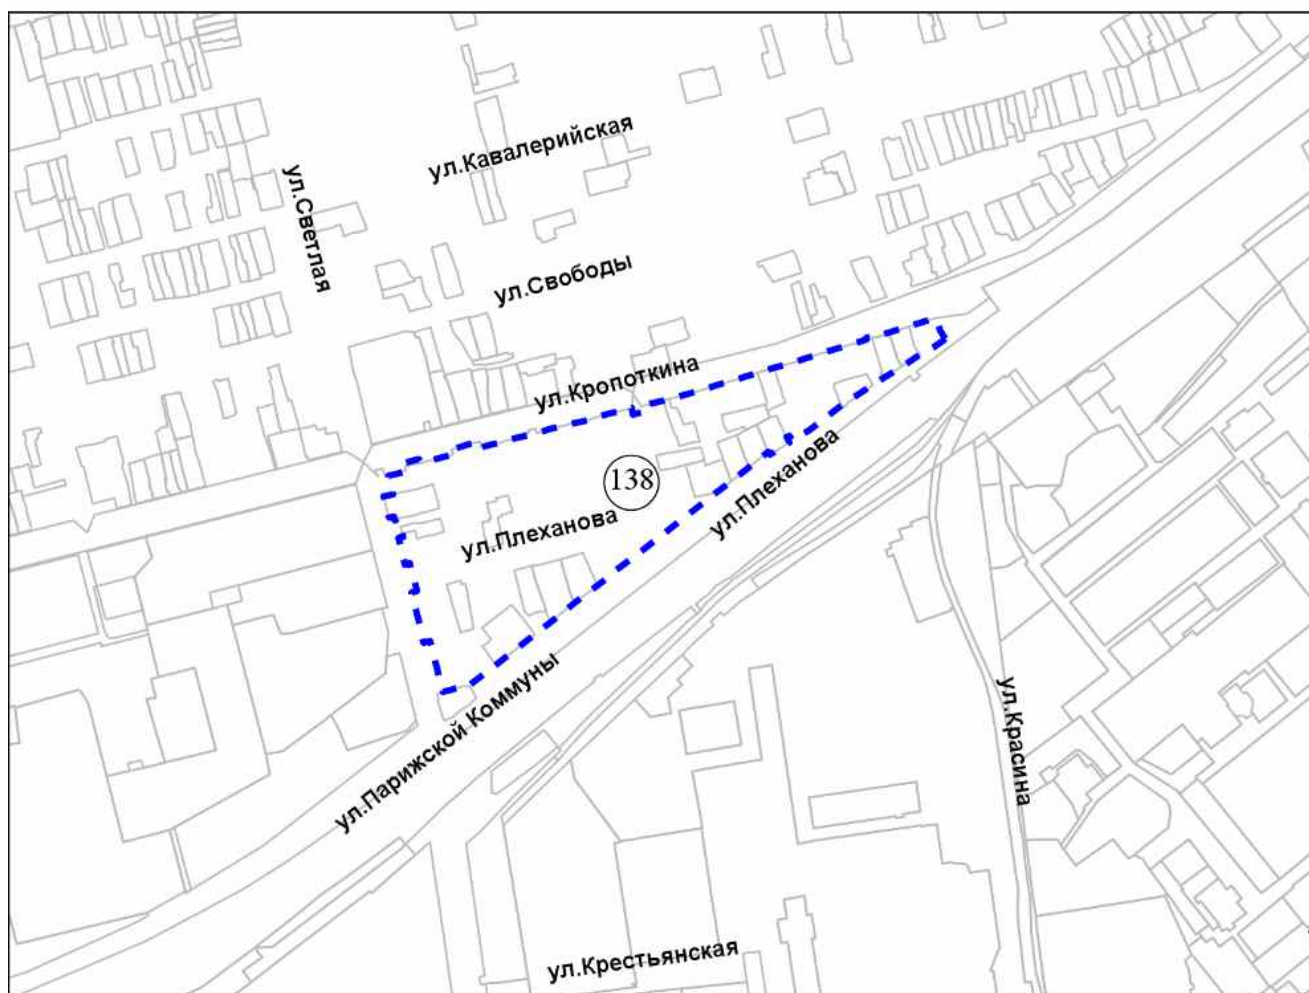 ул.Кавалерийская
ул.Светлая
ул.Свободы
ул.Кропоткина
138
ул.Плеханова
ул.Плеханова
ул.Парижской Коммуны
ул.Красина
ул.Крестьянская